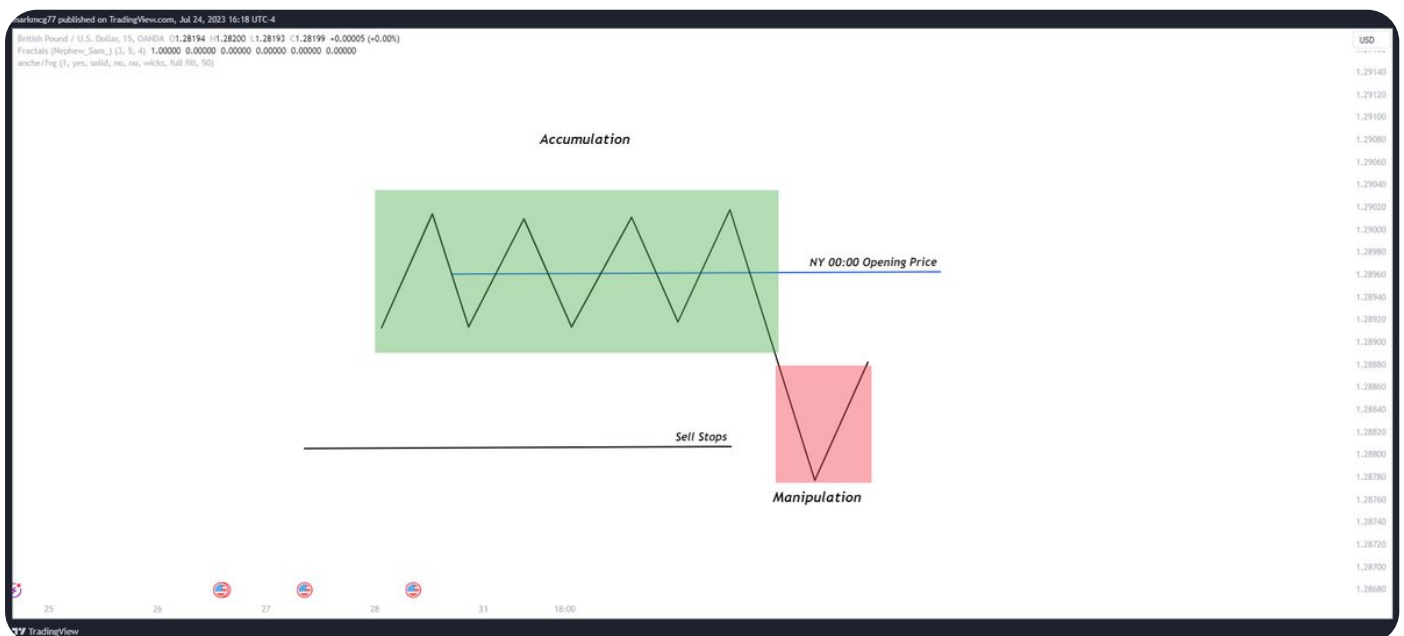 markmcg77 published on TradingView.com, Jul 24, 2023 16:18 UTC-4
British Pound / U.S. Dollar, 15, OANDA O1.28194 H1.28200 L1.28193 C1.28199 +0.00005 (+0.00%)
Fractals (Nephew_Sam_) (3, 5, 4) 1.00000 0.00000 0.00000 0.00000 0.00000 0.00000
anche/fvg (1, yes, solid, no, no, wicks, full fill, 50)
USD
1.29140
1.29120
1.29100
Accumulation
1.29080
1.29060
1.29040
1.29020
1.29000
1.28980
NY 00:00 Opening Price
1.28960
1.28940
1.28920
1.28900
1.28880
1.28860
1.28840
Sell Stops
1.28820
1.28800
1.28780
Manipulation
1.28760
1.28740
1.28720
1.28700
1.28680
25 26 27 28 31 18:00
TradingView